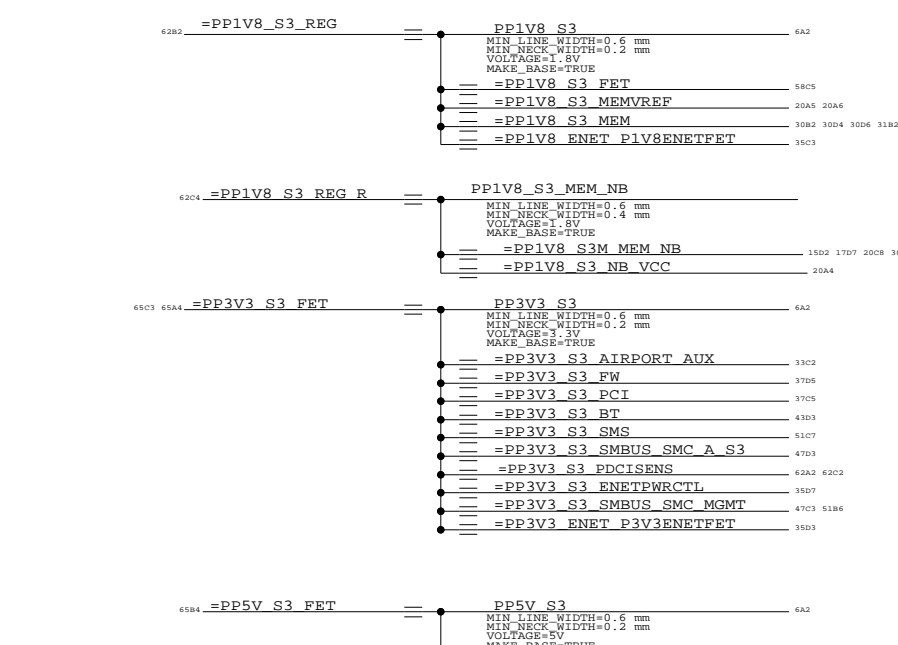 =PP1V8_S3_REG
62B2
PP1V8_S3
6A2
MIN_LINE_WIDTH=0.6 mm
MIN_NECK_WIDTH=0.2 mm
VOLTAGE=1.8V
MAKE_BASE=TRUE
=PP1V8_S3_FET
58C5
=PP1V8_S3_MEMVREF
20A5 20A6
=PP1V8_S3_MEM
30B2 30D4 30D6 31B2
=PP1V8_ENET_P1V8ENETFET
35C3
62C4
=PP1V8_S3_REG_R
PP1V8_S3_MEM_NB
MIN_LINE_WIDTH=0.6 mm
MIN_NECK_WIDTH=0.4 mm
VOLTAGE=1.8V
MAKE_BASE=TRUE
=PP1V8_S3M_MEM_NB
15D2 17D7 20C8
=PP1V8_S3_NB_VCC
20A4
65C3 65A4
=PP3V3_S3_FET
PP3V3_S3
6A2
MIN_LINE_WIDTH=0.6 mm
MIN_NECK_WIDTH=0.2 mm
VOLTAGE=3.3V
MAKE_BASE=TRUE
=PP3V3_S3_AIRPORT_AUX
33C2
=PP3V3_S3_FW
37D5
=PP3V3_S3_PCI
37C5
=PP3V3_S3_BT
43D3
=PP3V3_S3_SMS
51C7
=PP3V3_S3_SMBUS_SMC_A_S3
47D3
=PP3V3_S3_PDCISENS
62A2 62C2
=PP3V3_S3_ENETPWRCTL
35D7
=PP3V3_S3_SMBUS_SMC_MGMT
47C3 51B6
=PP3V3_ENET_P3V3ENETFET
35D3
65B4
=PP5V_S3_FET
PP5V_S3
6A2
MIN_LINE_WIDTH=0.6 mm
MIN_NECK_WIDTH=0.2 mm
VOLTAGE=5V
MAKE_BASE=TRUE